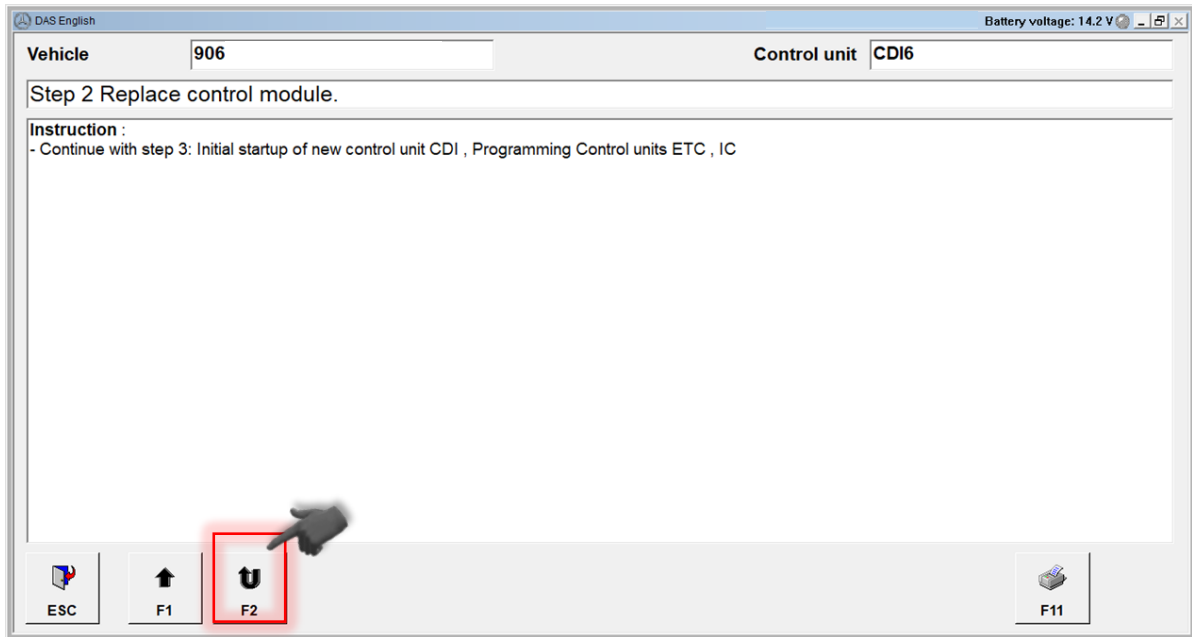 DAS English
Battery voltage: 14.2 V
Vehicle 906 Control unit CDI6
Step 2 Replace control module.
Instruction :
- Continue with step 3: Initial startup of new control unit CDI , Programming Control units ETC , IC
ESC F1 F2 F11